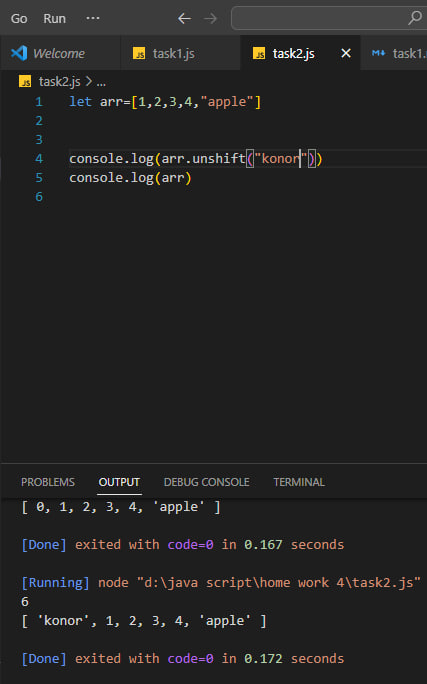 Go Run ...
Welcome JS task1.js JS task2.js task1.
JS task2.js > ...
1 let arr=[1,2,3,4,"apple"]
2
3
4 console.log(arr.unshift("konor"))
5 console.log(arr)
6
PROBLEMS OUTPUT DEBUG CONSOLE TERMINAL
[ 0, 1, 2, 3, 4, 'apple' ]
[Done] exited with code=0 in 0.167 seconds
[Running] node "d:\java script\home work 4\task2.js"
6
[ 'konor', 1, 2, 3, 4, 'apple' ]
[Done] exited with code=0 in 0.172 seconds